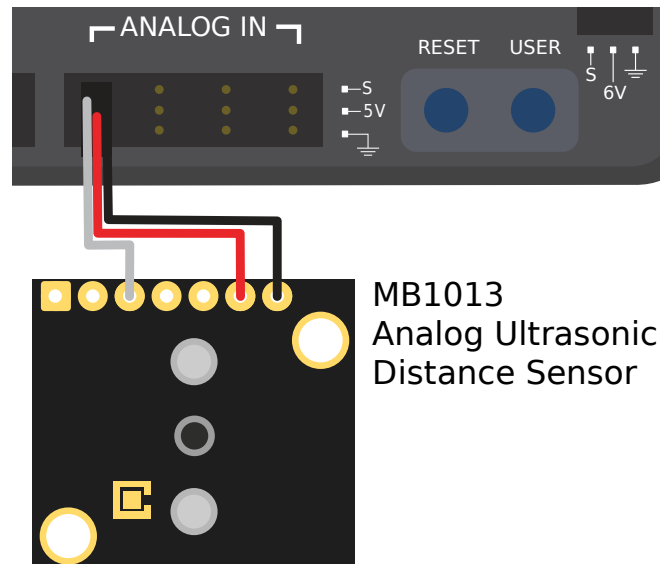 ANALOG IN
RESET USER
S
5V
S
6V
MB1013
Analog Ultrasonic
Distance Sensor